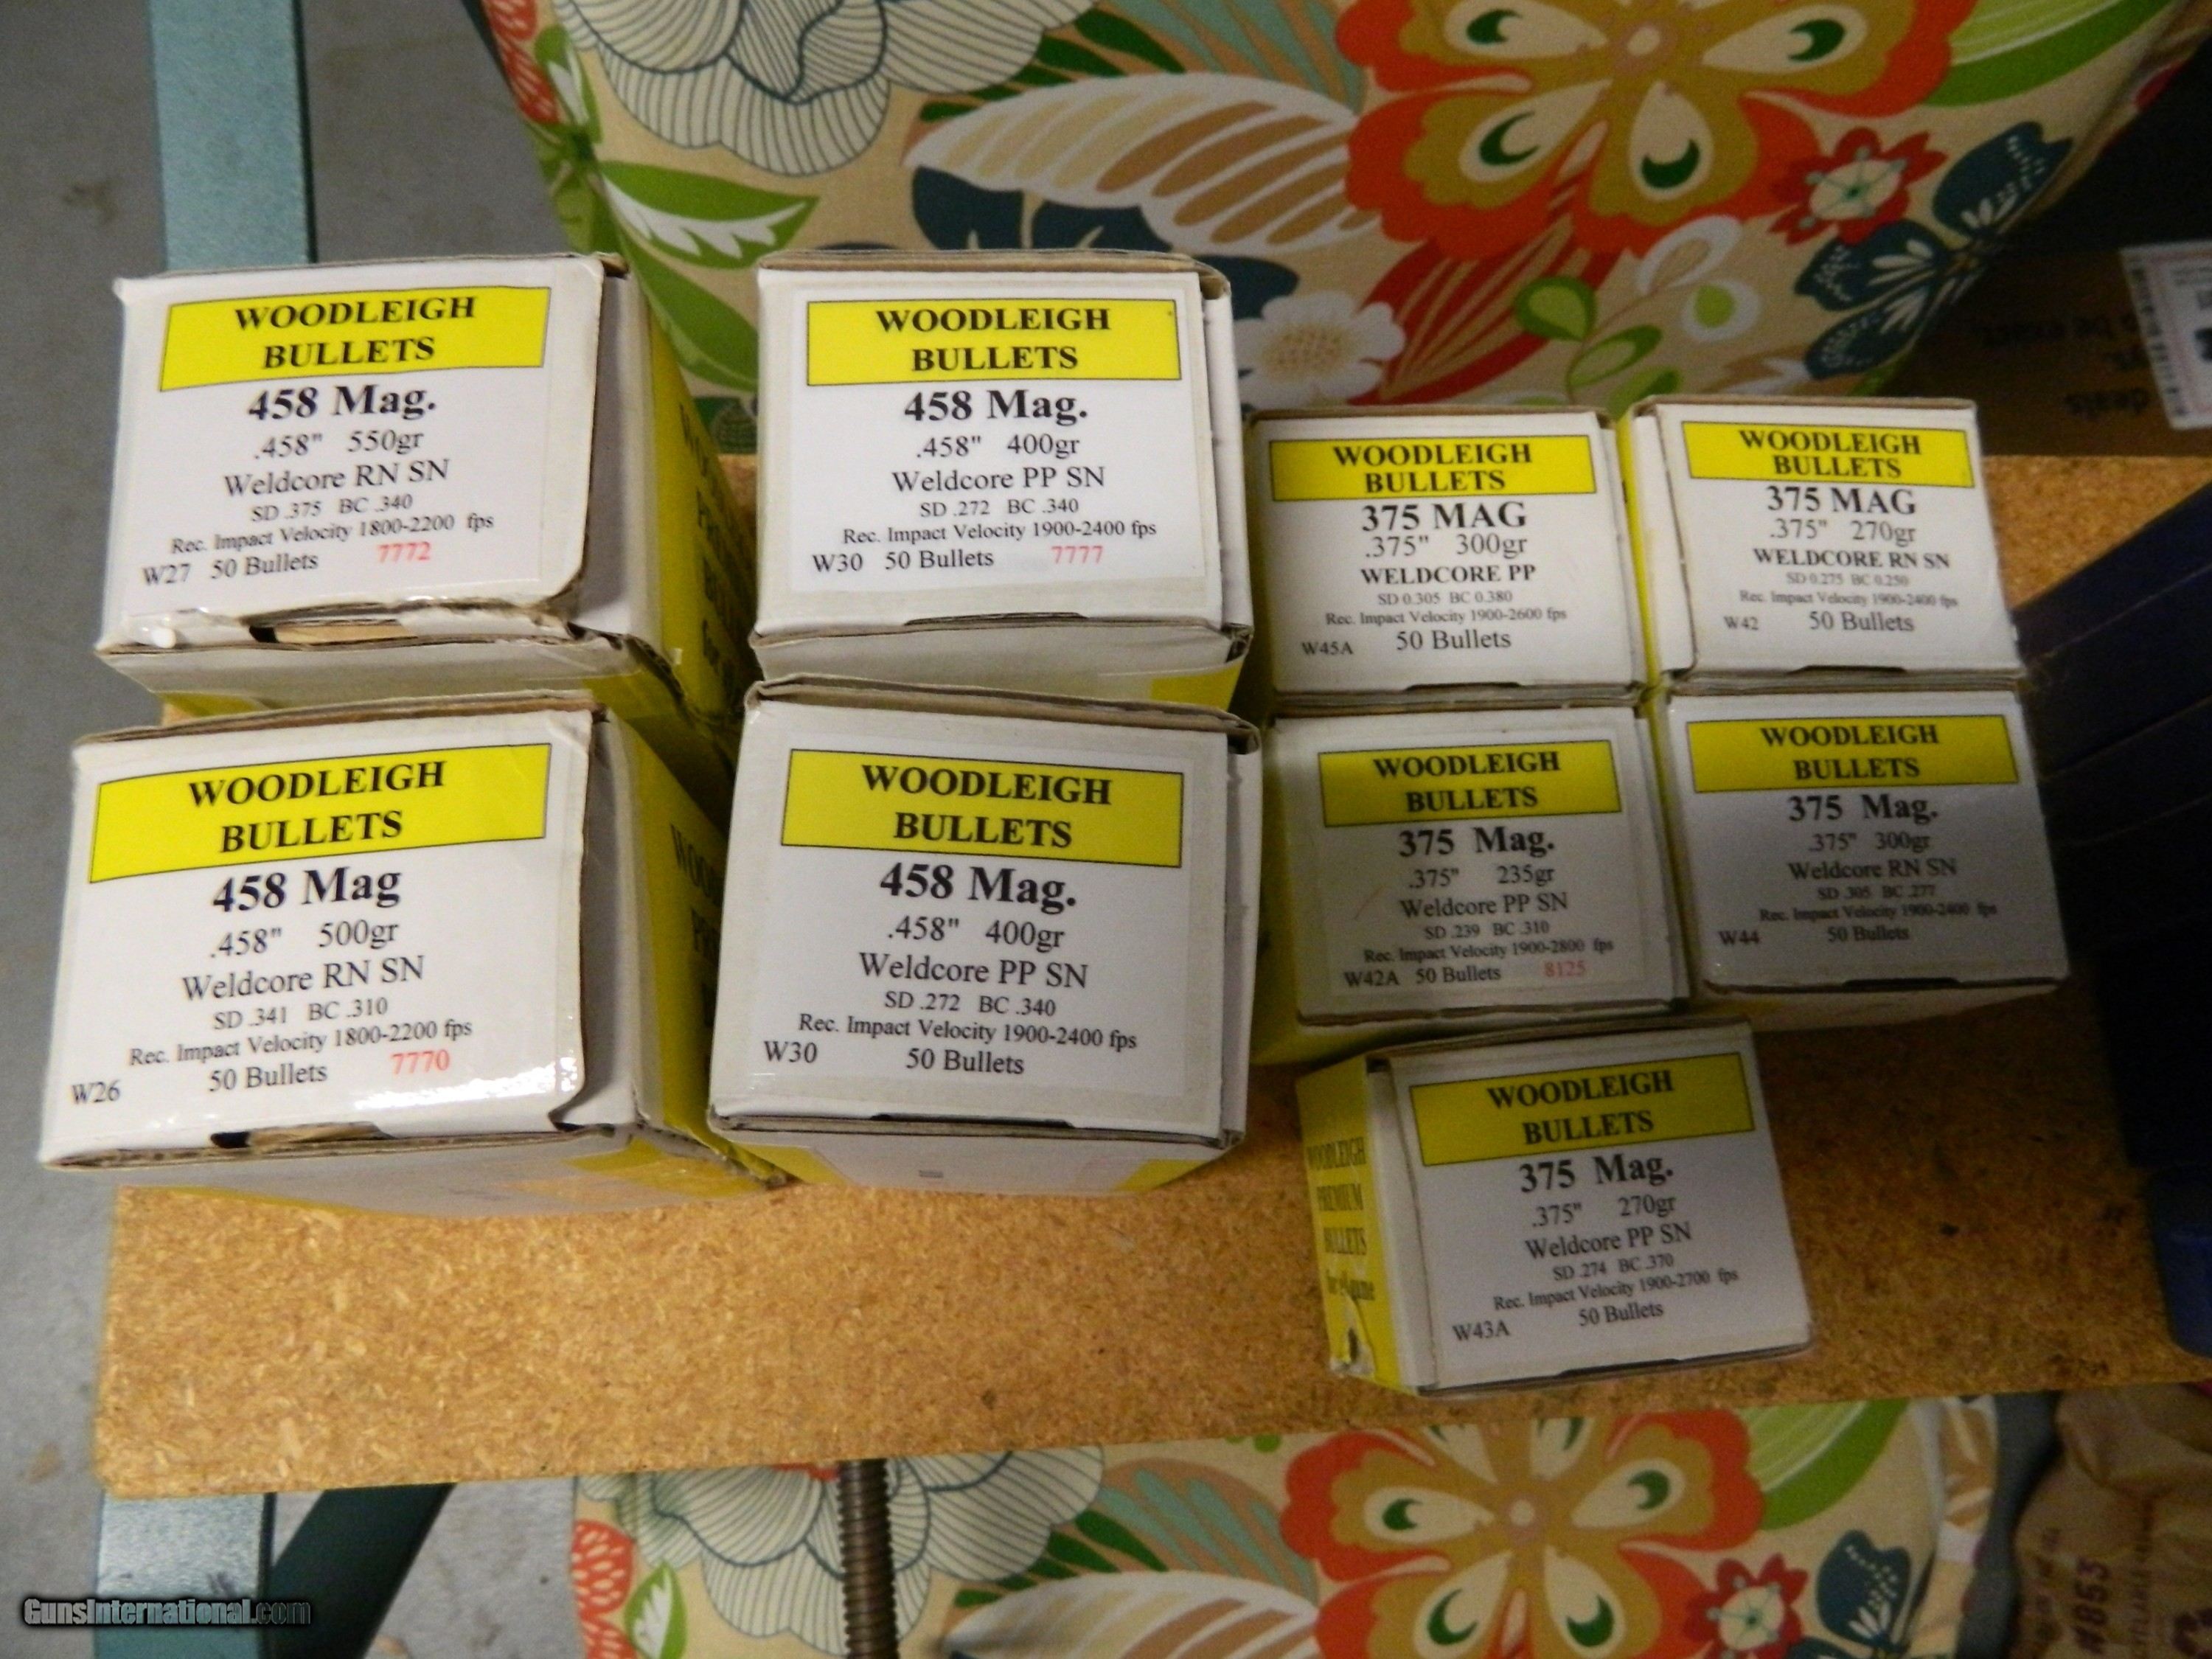 WOODLEIGH
BULLETS
458 Mag.
.458" 550gr
Weldcore RN SN
SD .375 BC .340
Rec. Impact Velocity 1800-2200 fps
W27 50 Bullets 7772
WOODLEIGH
BULLETS
458 Mag.
.458" 400gr
Weldcore PP SN
SD .272 BC .340
Rec. Impact Velocity 1900-2400 fps
W30 50 Bullets 7777
WOODLEIGH
BULLETS
375 MAG
.375" 300gr
WELDCORE PP
SD 0.305 BC 0.380
Rec. Impact Velocity 1900-2600 fps
W45A 50 Bullets
WOODLEIGH
BULLETS
375 MAG
.375" 270gr
WELDCORE RN SN
SD 0.275 BC 0.250
Rec. Impact Velocity 1900-2400 fps
W42 50 Bullets
WOODLEIGH
BULLETS
458 Mag
.458" 500gr
Weldcore RN SN
SD .341 BC .310
Rec. Impact Velocity 1800-2200 fps
W26 50 Bullets 7770
WOODLEIGH
BULLETS
458 Mag.
.458" 400gr
Weldcore PP SN
SD .272 BC .340
Rec. Impact Velocity 1900-2400 fps
W30 50 Bullets
WOODLEIGH
BULLETS
375 Mag.
.375" 235gr
Weldcore PP SN
SD .239 BC .310
Rec. Impact Velocity 1900-2800 fps
W42A 50 Bullets 8125
WOODLEIGH
BULLETS
375 Mag.
.375" 300gr
Weldcore RN SN
SD .305 BC .277
Rec. Impact Velocity 1900-2400 fps
W44 50 Bullets
WOODLEIGH
PREMIUM
BULLETS
WOODLEIGH
BULLETS
375 Mag.
.375" 270gr
Weldcore PP SN
SD .274 BC .370
Rec. Impact Velocity 1900-2700 fps
W43A 50 Bullets
deals
GunsInternational.com